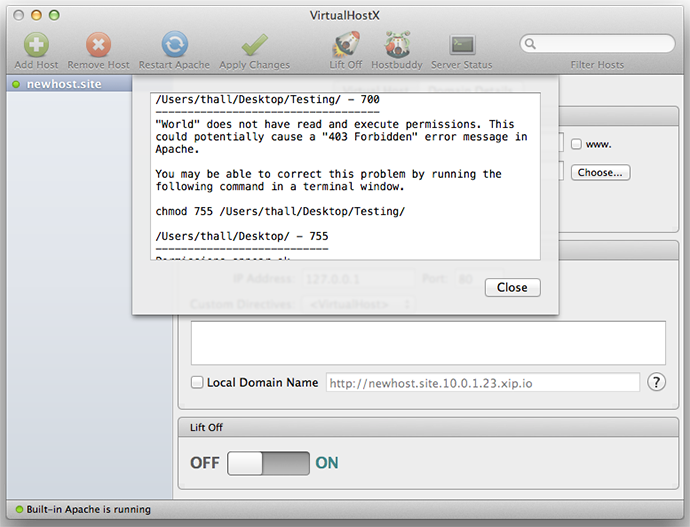 VirtualHostX
Add Host
Remove Host
Restart Apache
Apply Changes
Lift Off
Hostbuddy
Server Status
Filter Hosts
newhost.site
/Users/thall/Desktop/Testing/ - 700
----------------------------------
"World" does not have read and execute permissions. This
could potentially cause a "403 Forbidden" error message in
Apache.
You may be able to correct this problem by running the
following command in a terminal window.
chmod 755 /Users/thall/Desktop/Testing/
/Users/thall/Desktop/ - 755
--------------------------
Permissions appear ok
www.
Choose...
IP Address: 127.0.0.1 Port: 80
Close
Custom Directives: <VirtualHost>
Local Domain Name
http://newhost.site.10.0.1.23.xip.io
?
Lift Off
OFF
ON
Built-in Apache is running